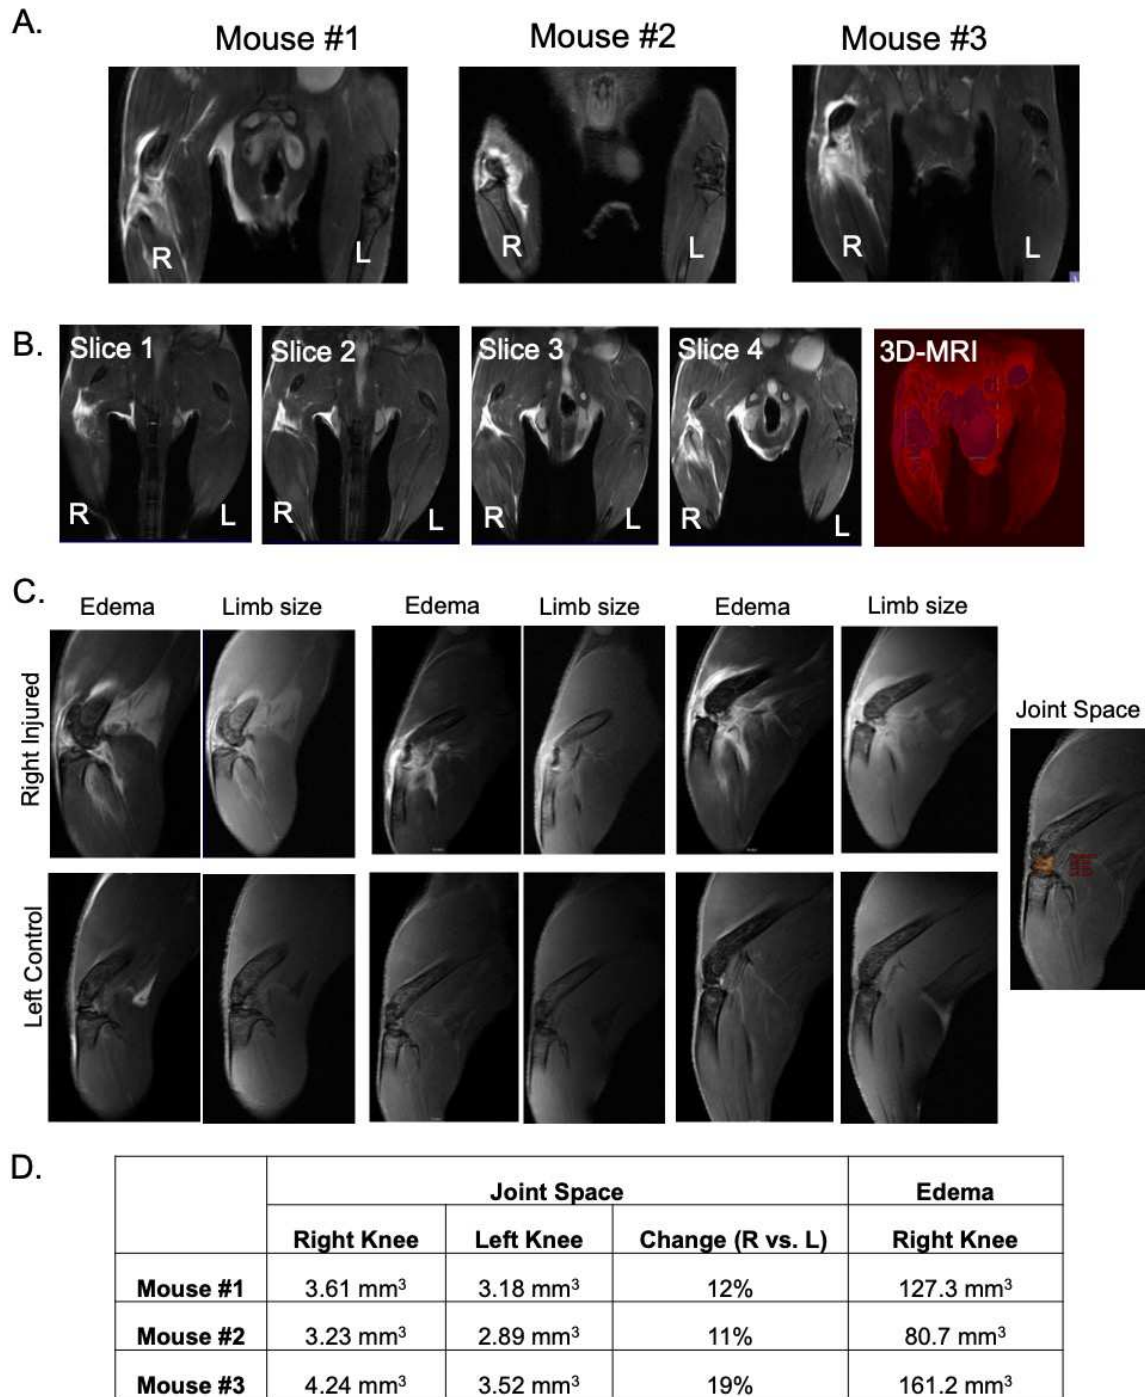 A.
Mouse #1 Mouse #2 Mouse #3
R L R L R L
B.
Slice 1 Slice 2 Slice 3 Slice 4 3D-MRI
R L R L R L R L
C.
Edema Limb size Edema Limb size Edema Limb size
Joint Space
Right Injured
Left Control
D.
Joint Space Edema
Right Knee Left Knee Change (R vs. L) Right Knee
Mouse #1 3.61 mm³ 3.18 mm³ 12% 127.3 mm³
Mouse #2 3.23 mm³ 2.89 mm³ 11% 80.7 mm³
Mouse #3 4.24 mm³ 3.52 mm³ 19% 161.2 mm³